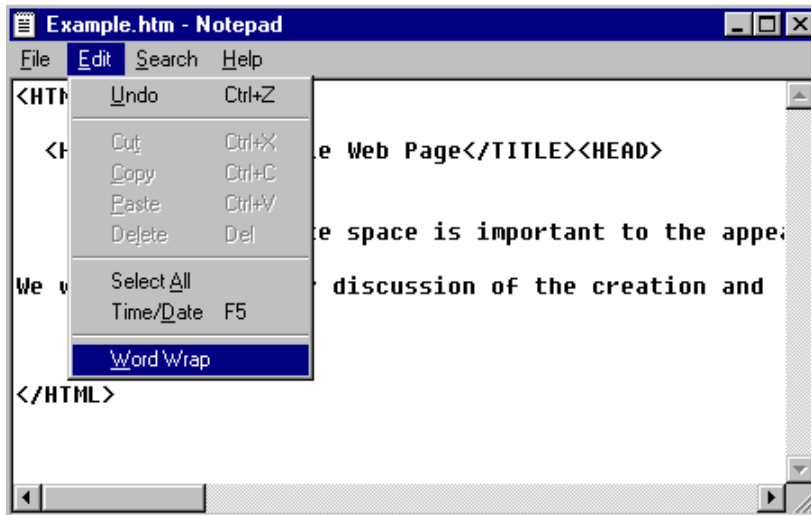 Example.htm - Notepad
File Edit Search Help
<HTM
Undo Ctrl+Z
<H
Cut Ctrl+X
e Web Page</TITLE><HEAD>
Copy Ctrl+C
Paste Ctrl+V
Delete Del
e space is important to the appea
Select All
We w
discussion of the creation and
Time/Date F5
Word Wrap
</HTML>